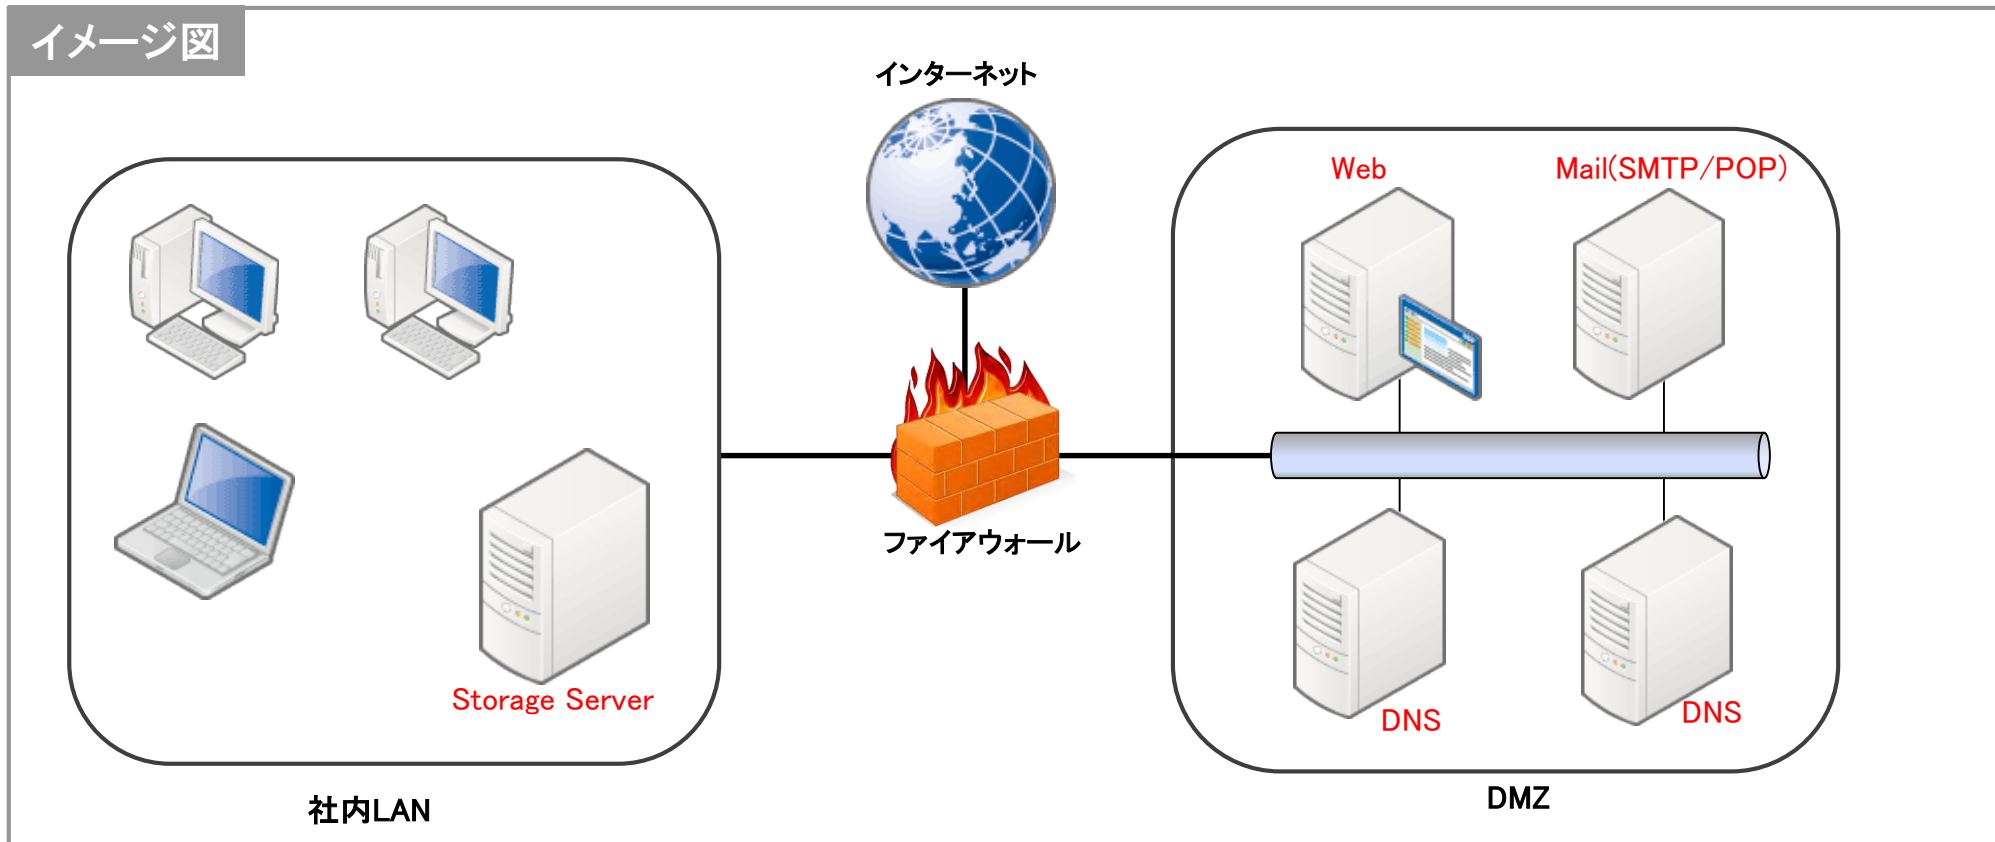 イメージ図
インターネット
Web
Mail(SMTP/POP)
ファイアウォール
Storage Server
DNS
DNS
社内LAN
DMZ